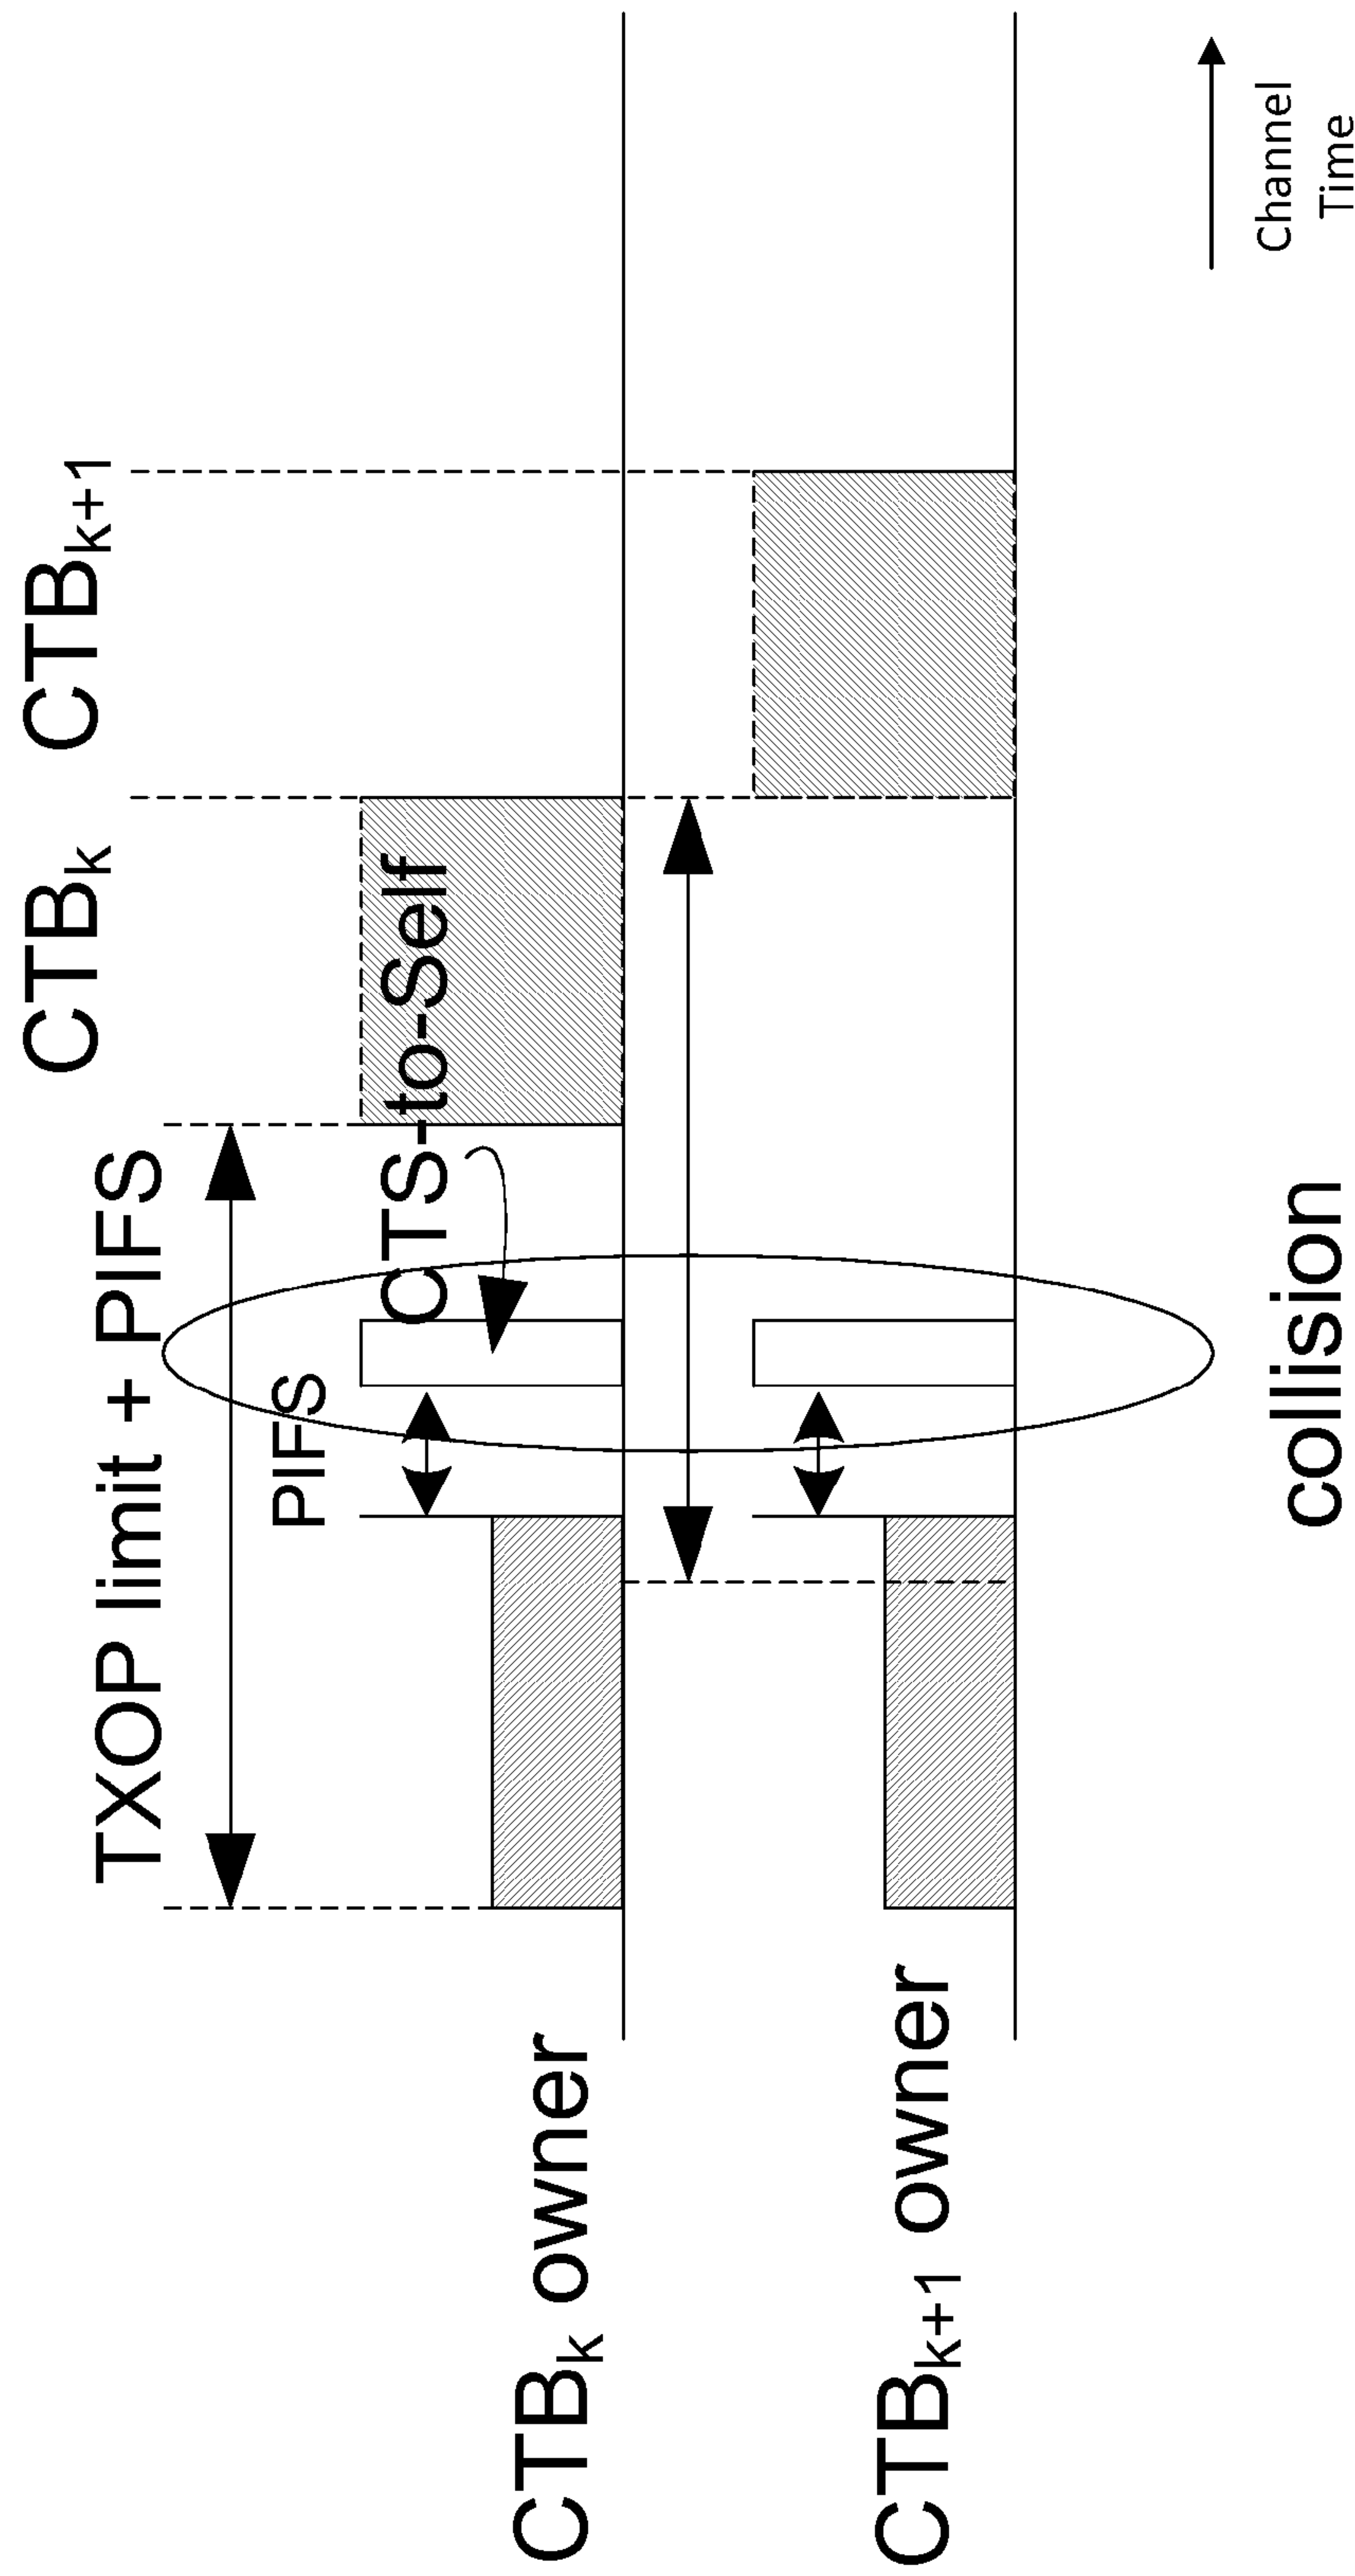 CTBₖ CTBₖ₊₁
TXOP limit + PIFS
PIFS
CTS-to-Self
CTBₖ owner
CTBₖ₊₁ owner
Channel
Time
collision